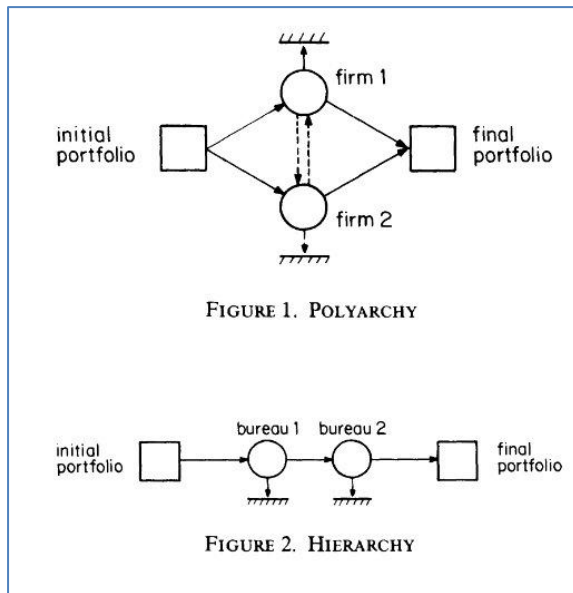 firm 1
initial
portfolio
final
portfolio
firm 2
FIGURE 1. POLYARCHY
bureau 1 bureau 2
initial
portfolio
final
portfolio
FIGURE 2. HIERARCHY